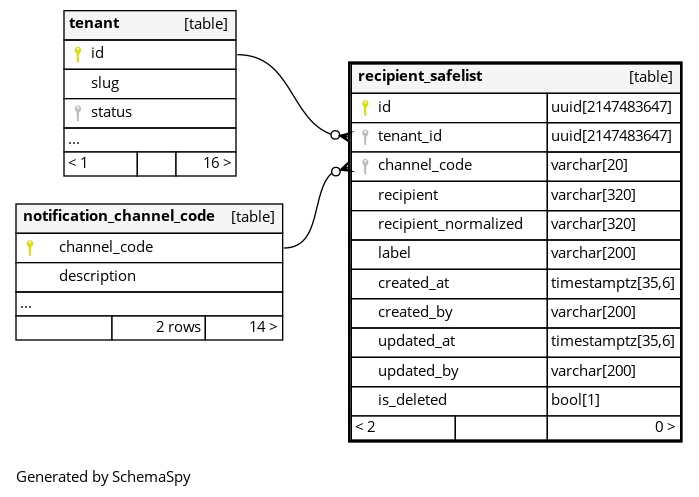 tenant [table]
id
slug
status
...
< 1 16 >
notification_channel_code [table]
channel_code
description
...
2 rows 14 >
recipient_safelist [table]
id uuid[2147483647]
tenant_id uuid[2147483647]
channel_code varchar[20]
recipient varchar[320]
recipient_normalized varchar[320]
label varchar[200]
created_at timestamptz[35,6]
created_by varchar[200]
updated_at timestamptz[35,6]
updated_by varchar[200]
is_deleted bool[1]
< 2 0 >
Generated by SchemaSpy